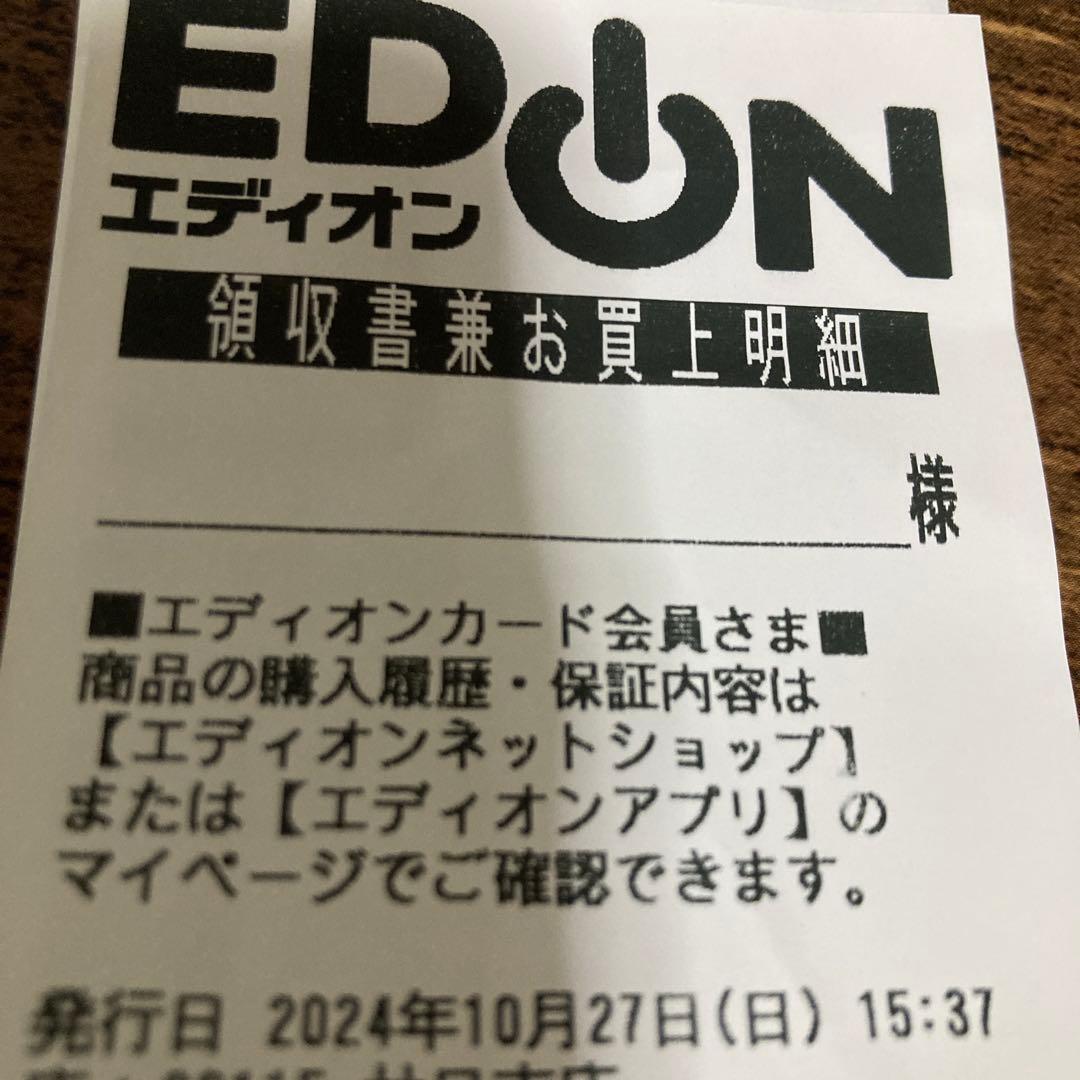 EDION
エディオン
領収書兼お買上明細
様
■エディオンカード会員さま■
商品の購入履歴・保証内容は
【エディオンネットショップ】
または【エディオンアプリ】の
マイページでご確認できます。
発行日 2024年10月27日(日) 15:37